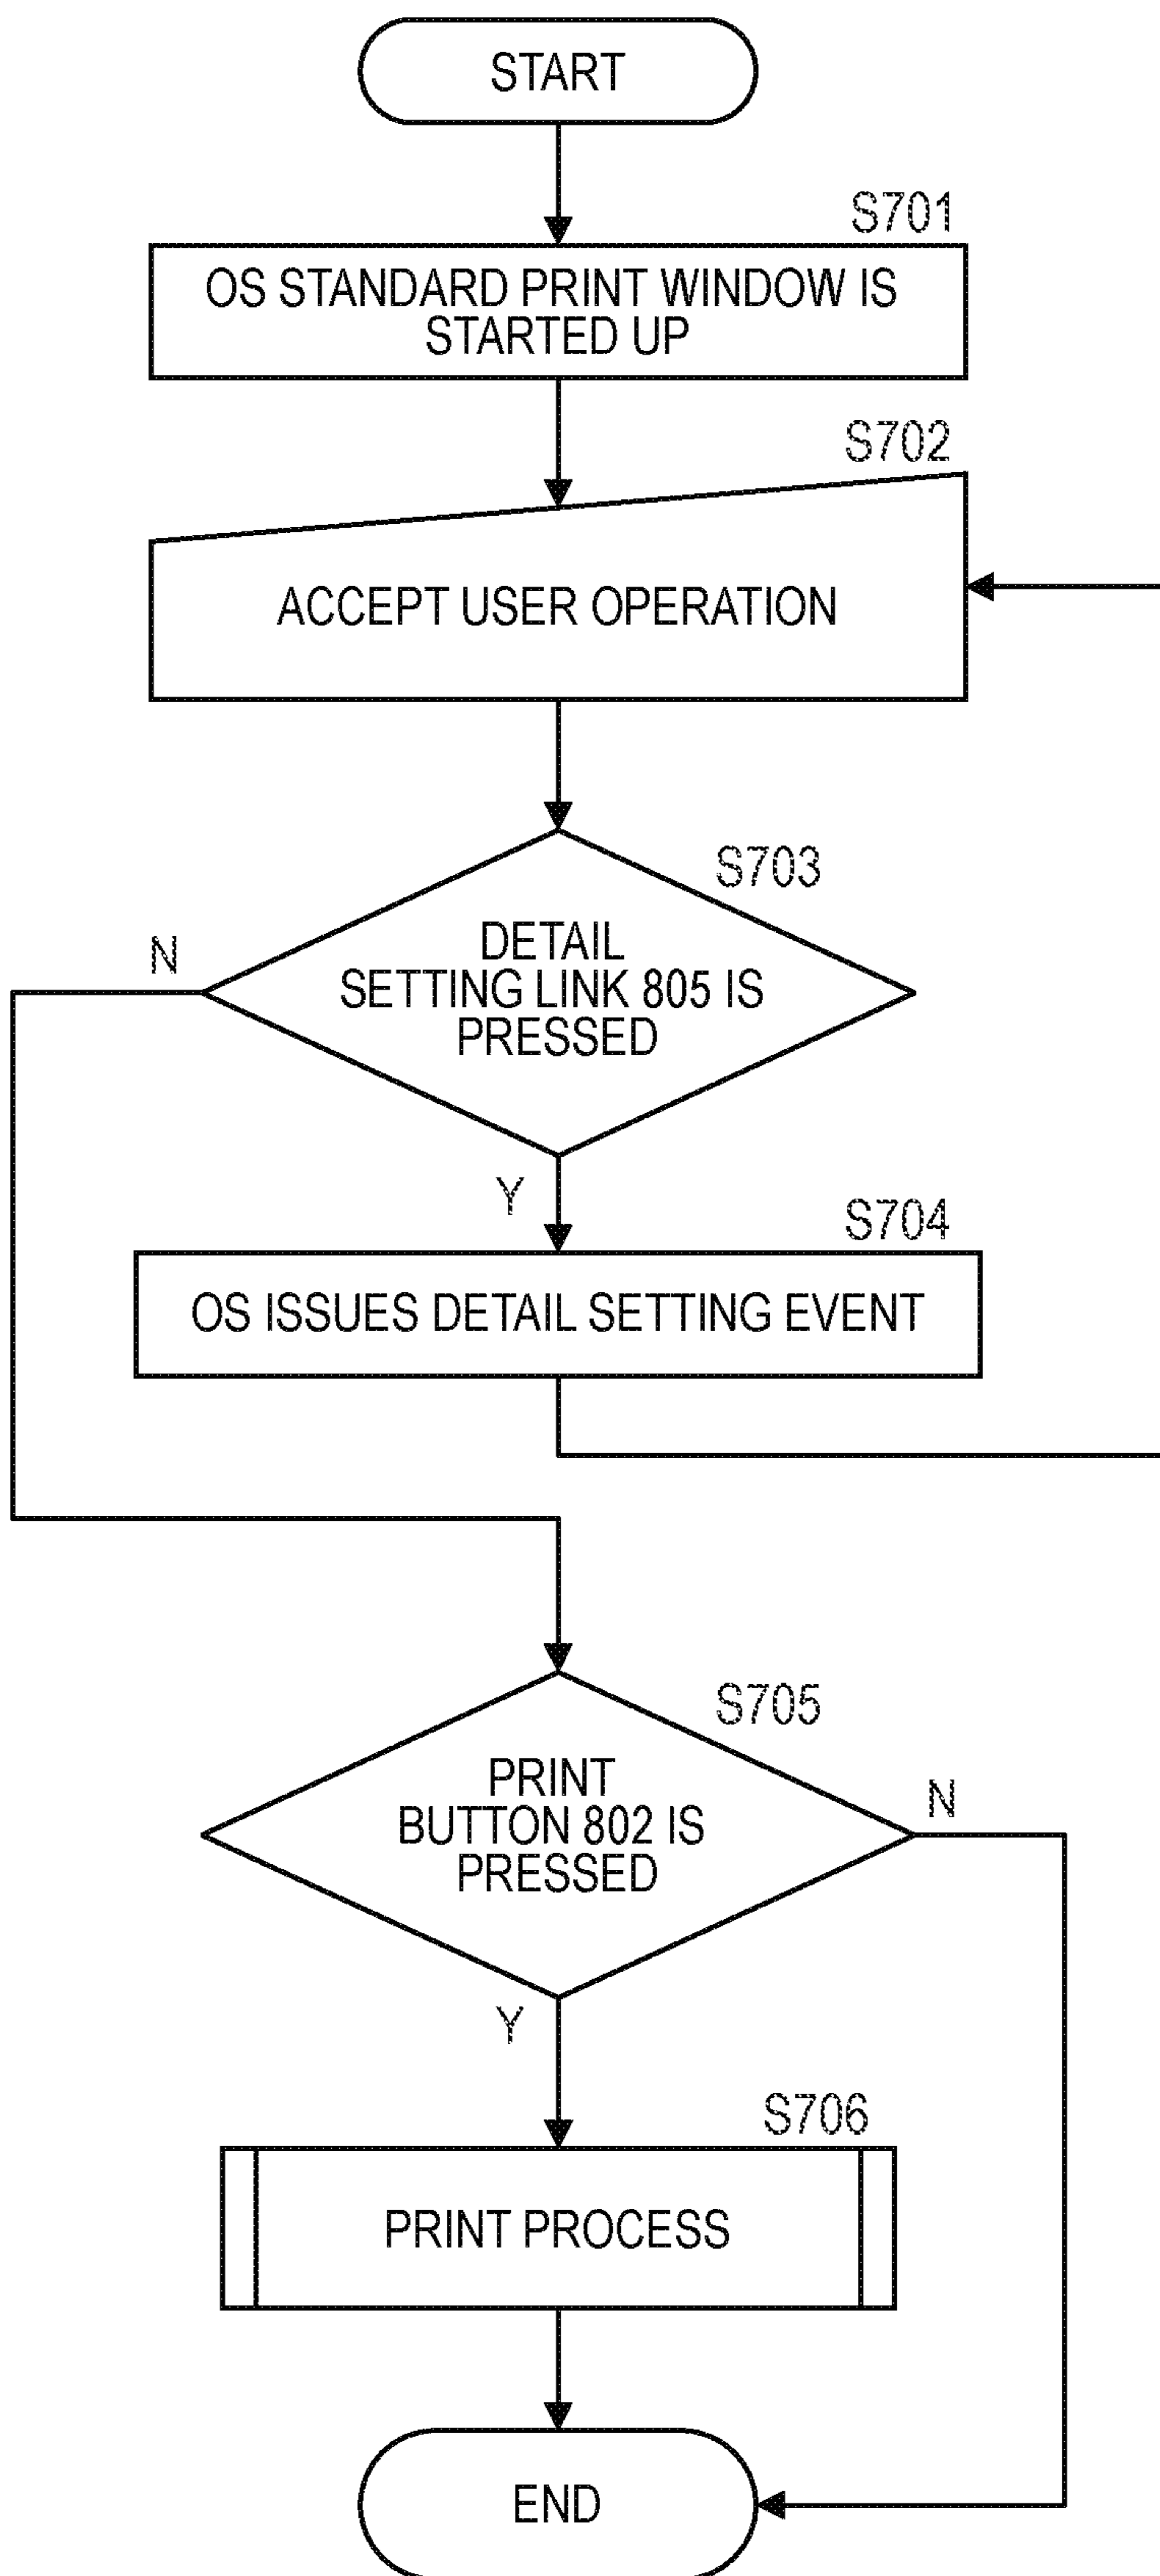 START
S701
OS STANDARD PRINT WINDOW IS
STARTED UP
S702
ACCEPT USER OPERATION
S703
DETAIL
SETTING LINK 805 IS
PRESSED
N
Y
S704
OS ISSUES DETAIL SETTING EVENT
S705
PRINT
BUTTON 802 IS
PRESSED
N
Y
S706
PRINT PROCESS
END